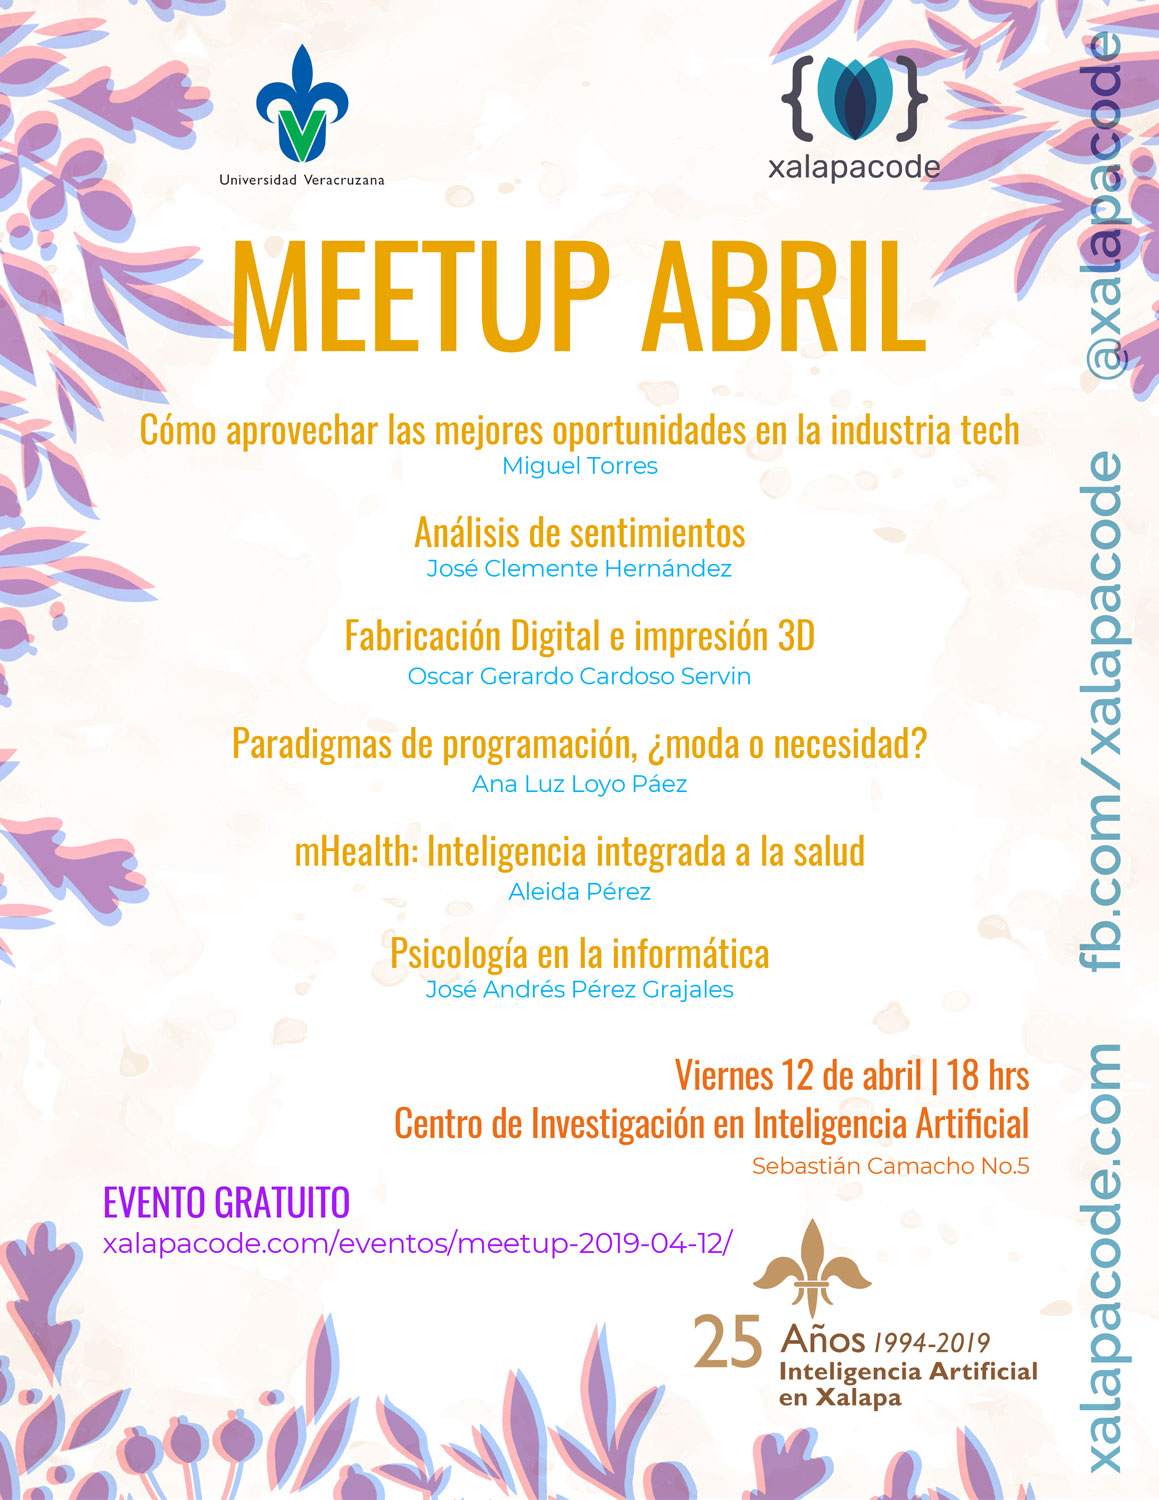 Universidad Veracruzana
xalapacode
MEETUP ABRIL
Cómo aprovechar las mejores oportunidades en la industria tech
Miguel Torres
Análisis de sentimientos
José Clemente Hernández
Fabricación Digital e impresión 3D
Oscar Gerardo Cardoso Servin
Paradigmas de programación, ¿moda o necesidad?
Ana Luz Loyo Páez
mHealth: Inteligencia integrada a la salud
Aleida Pérez
Psicología en la informática
José Andrés Pérez Grajales
Viernes 12 de abril | 18 hrs
Centro de Investigación en Inteligencia Artificial
Sebastián Camacho No.5
EVENTO GRATUITO
xalapacode.com/eventos/meetup-2019-04-12/
25 Años 1994-2019
Inteligencia Artificial
en Xalapa
xalapacode.com fb.com/xalapacode @xalapacode